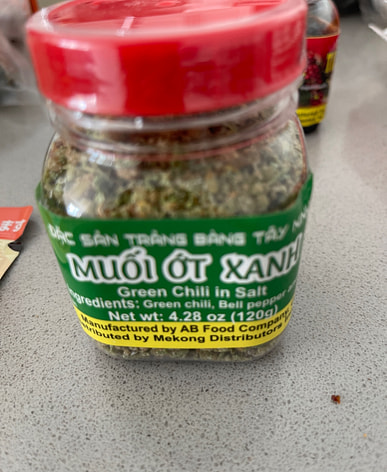 ĐẶC SẢN TRẢNG BÀNG TÂY
MUỐI ỚT XANH
Green Chili in Salt
Ingredients: Green chili, Bell pepper
Net wt: 4.28 oz (120g)
Manufactured by AB Food Company
Distributed by Mekong Distributors